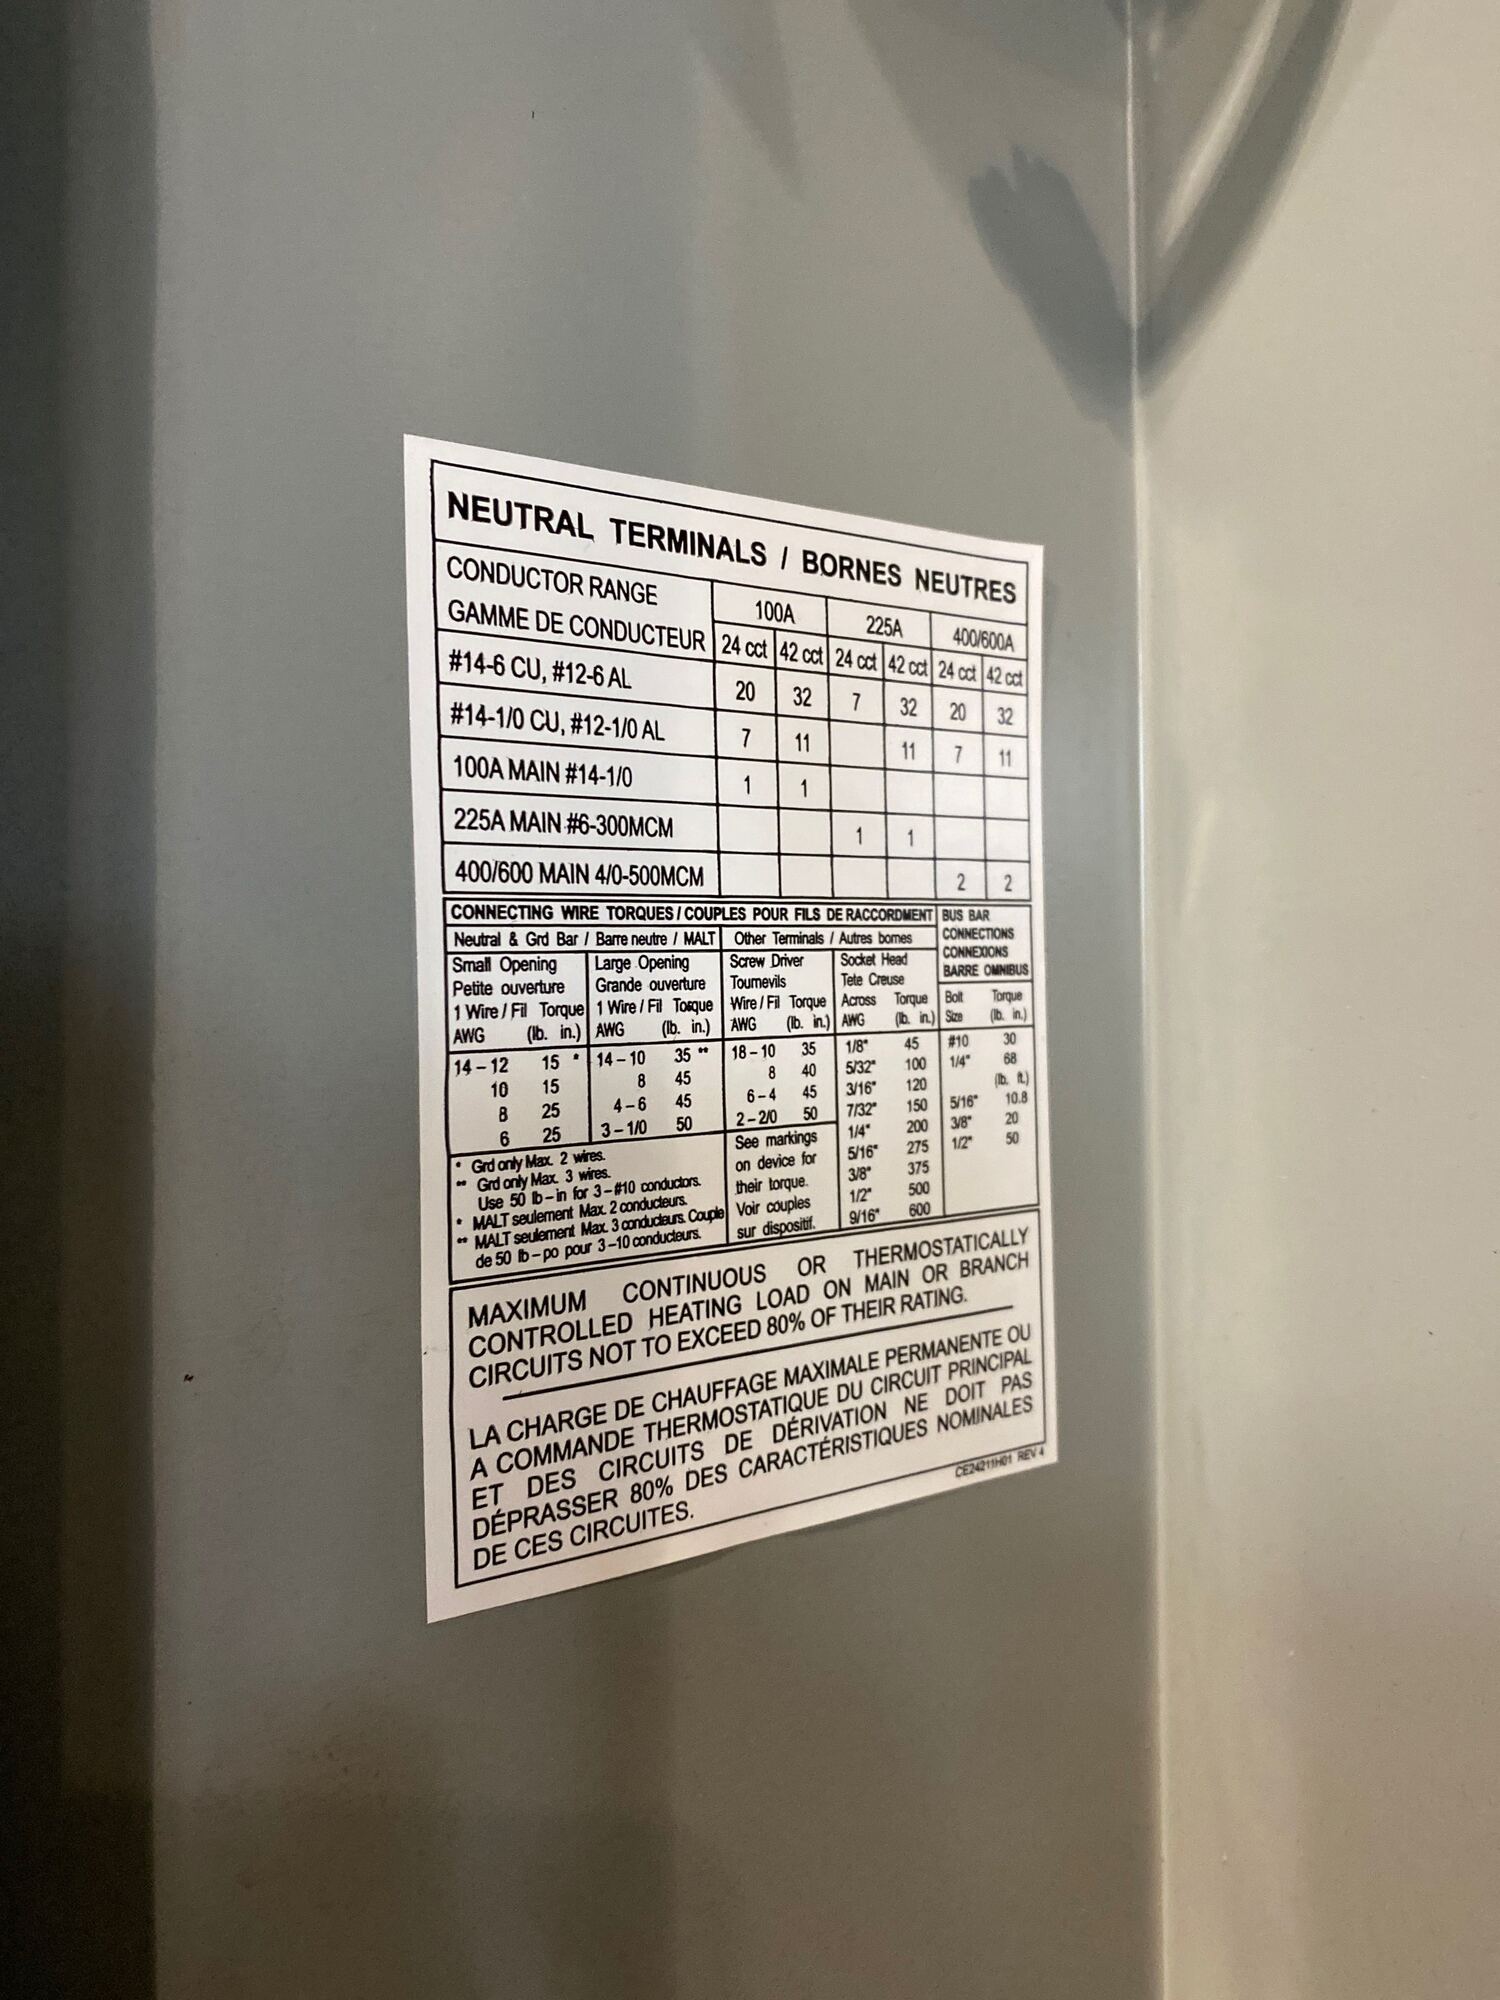 NEUTRAL TERMINALS / BORNES NEUTRES
CONDUCTOR RANGE
GAMME DE CONDUCTEUR
100A 225A 400/600A
24 cct 42 cct 24 cct 42 cct 24 cct 42 cct
#14-6 CU, #12-6 AL 20 32 7 32 20 32
#14-1/0 CU, #12-1/0 AL 7 11 11 7 11
100A MAIN #14-1/0 1 1
225A MAIN #6-300MCM 1 1
400/600 MAIN 4/0-500MCM 2 2
CONNECTING WIRE TORQUES / COUPLES POUR FILS DE RACCORDMENT
Neutral & Grd Bar / Barre neutre / MALT
Small Opening
Petite ouverture
1 Wire / Fil Torque
AWG (lb. in.)
14 – 12 15 *
10 15
8 25
6 25
Large Opening
Grande ouverture
1 Wire / Fil Torque
AWG (lb. in.)
14 – 10 35 **
8 45
4 – 6 45
3 – 1/0 50
* Grd only Max. 2 wires.
** Grd only Max. 3 wires.
Use 50 lb – in for 3 – #10 conductors.
* MALT seulement Max. 2 conducteurs.
** MALT seulement Max. 3 conducteurs. Couple
de 50 lb – po pour 3 – 10 conducteurs.
Other Terminals / Autres bornes
Screw Driver
Tournevils
Wire / Fil Torque
AWG (lb. in.)
18 – 10 35
8 40
6 – 4 45
2 – 2/0 50
See markings
on device for
their torque.
Voir couples
sur dispositif.
Socket Head
Tete Creuse
Across Torque
AWG (lb. in.)
1/8" 45
5/32" 100
3/16" 120
7/32" 150
1/4" 200
5/16" 275
3/8" 375
1/2" 500
9/16" 600
BUS BAR
CONNECTIONS
CONNEXIONS
BARRE OMNIBUS
Bolt Torque
Size (lb. in.)
#10 30
1/4" 68
(lb. ft.)
5/16" 10.8
3/8" 20
1/2" 50
MAXIMUM CONTINUOUS OR THERMOSTATICALLY
CONTROLLED HEATING LOAD ON MAIN OR BRANCH
CIRCUITS NOT TO EXCEED 80% OF THEIR RATING.
LA CHARGE DE CHAUFFAGE MAXIMALE PERMANENTE OU
A COMMANDE THERMOSTATIQUE DU CIRCUIT PRINCIPAL
ET DES CIRCUITS DE DÉRIVATION NE DOIT PAS
DÉPRASSER 80% DES CARACTÉRISTIQUES NOMINALES
DE CES CIRCUITES.
CE24211H01 REV 4